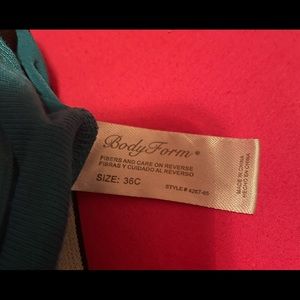 BodyForm®
FIBERS AND CARE ON REVERSE
FIBRAS Y CUIDADO AL REVERSO
SIZE: 36C
STYLE# 4267-65
MADE IN CHINA
HECHO EN CHINA